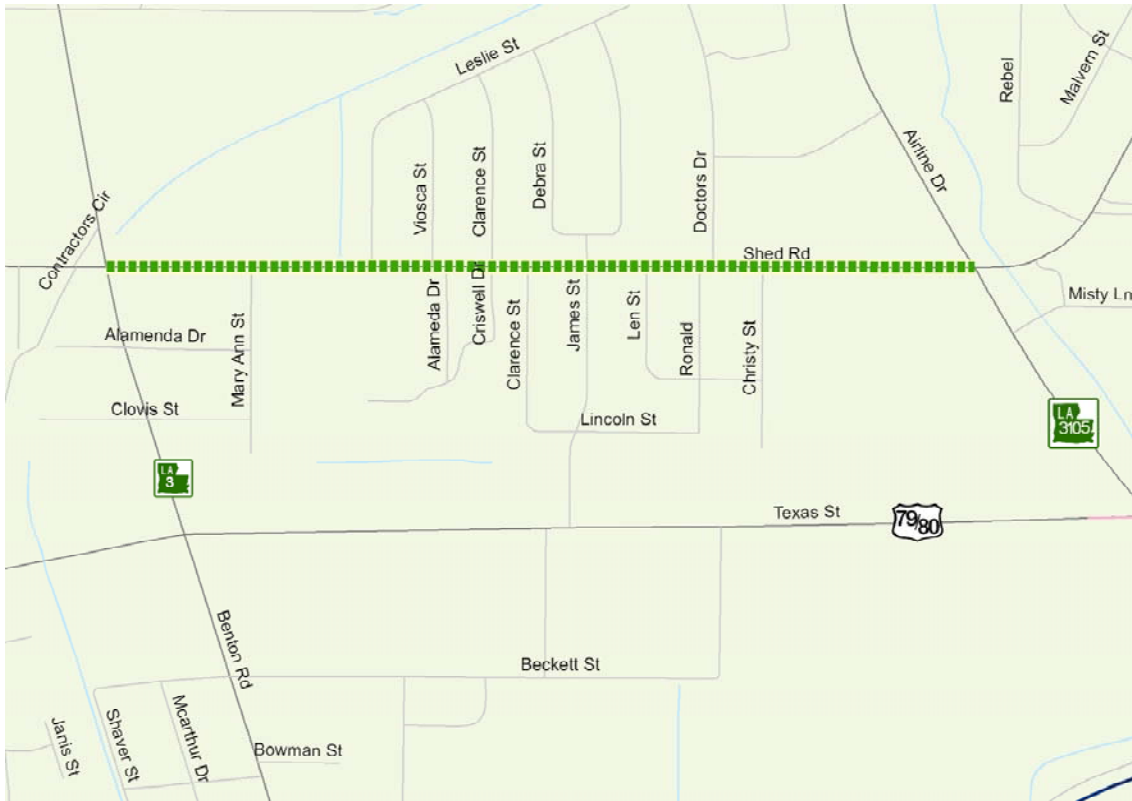 Leslie St
Rebel
Malvern St
Airline Dr
Viosca St
Clarence St
Debra St
Doctors Dr
Contractors Cir
Shed Rd
Misty Ln
Alamenda Dr
Mary Ann St
Alameda Dr
Criswell Dr
Clarence St
James St
Len St
Ronald
Christy St
Clovis St
Lincoln St
LA
3105
LA
3
Texas St
79/80
Benton Rd
Beckett St
Janis St
Shaver St
Mcarthur Dr
Bowman St